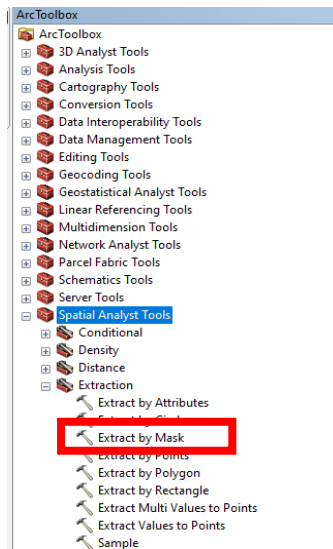 ArcToolbox
ArcToolbox
3D Analyst Tools
Analysis Tools
Cartography Tools
Conversion Tools
Data Interoperability Tools
Data Management Tools
Editing Tools
Geocoding Tools
Geostatistical Analyst Tools
Linear Referencing Tools
Multidimension Tools
Network Analyst Tools
Parcel Fabric Tools
Schematics Tools
Server Tools
Spatial Analyst Tools
Conditional
Density
Distance
Extraction
Extract by Attributes
Extract by Circle
Extract by Mask
Extract by Points
Extract by Polygon
Extract by Rectangle
Extract Multi Values to Points
Extract Values to Points
Sample